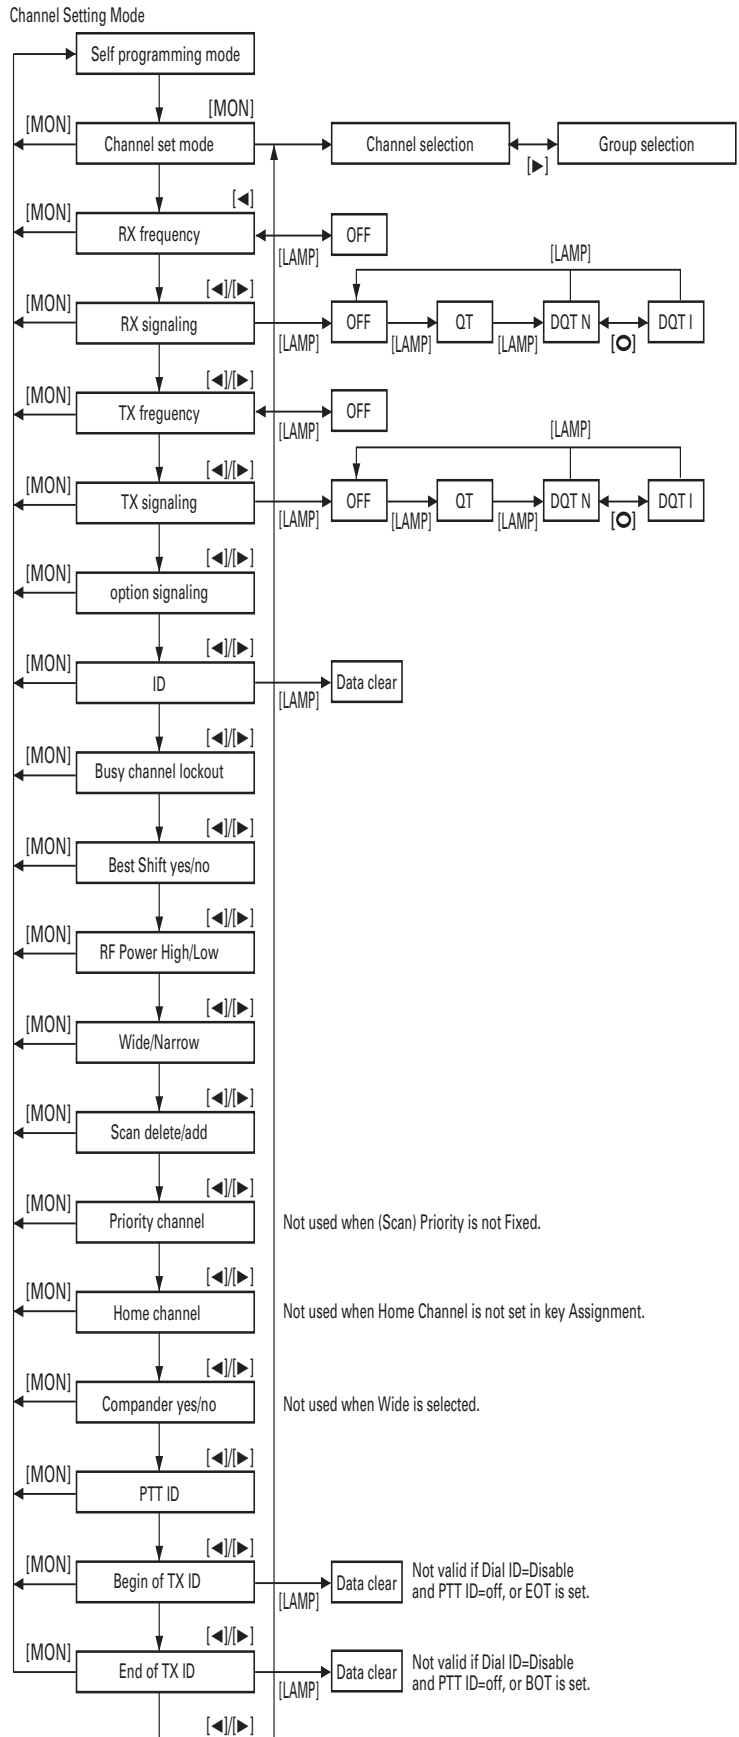 Channel Setting Mode
Self programming mode
[MON]
[MON]
Channel set mode
Channel selection
Group selection
[▶]
[MON]
[◀]
RX frequency
OFF
[LAMP]
[LAMP]
[MON]
[◀]/[▶]
RX signaling
OFF
QT
DQT N
DQT I
[LAMP]
[LAMP]
[LAMP]
[O]
[MON]
[◀]/[▶]
TX freguency
OFF
[LAMP]
[LAMP]
[MON]
[◀]/[▶]
TX signaling
OFF
QT
DQT N
DQT I
[LAMP]
[LAMP]
[LAMP]
[O]
[MON]
[◀]/[▶]
option signaling
[MON]
[◀]/[▶]
ID
Data clear
[LAMP]
[MON]
[◀]/[▶]
Busy channel lockout
[MON]
[◀]/[▶]
Best Shift yes/no
[MON]
[◀]/[▶]
RF Power High/Low
[MON]
[◀]/[▶]
Wide/Narrow
[MON]
[◀]/[▶]
Scan delete/add
[MON]
[◀]/[▶]
Priority channel
Not used when (Scan) Priority is not Fixed.
[MON]
[◀]/[▶]
Home channel
Not used when Home Channel is not set in key Assignment.
[MON]
[◀]/[▶]
Compander yes/no
Not used when Wide is selected.
[MON]
[◀]/[▶]
PTT ID
[MON]
[◀]/[▶]
Begin of TX ID
Data clear
[LAMP]
Not valid if Dial ID=Disable
and PTT ID=off, or EOT is set.
[MON]
[◀]/[▶]
End of TX ID
Data clear
[LAMP]
Not valid if Dial ID=Disable
and PTT ID=off, or BOT is set.
[◀]/[▶]